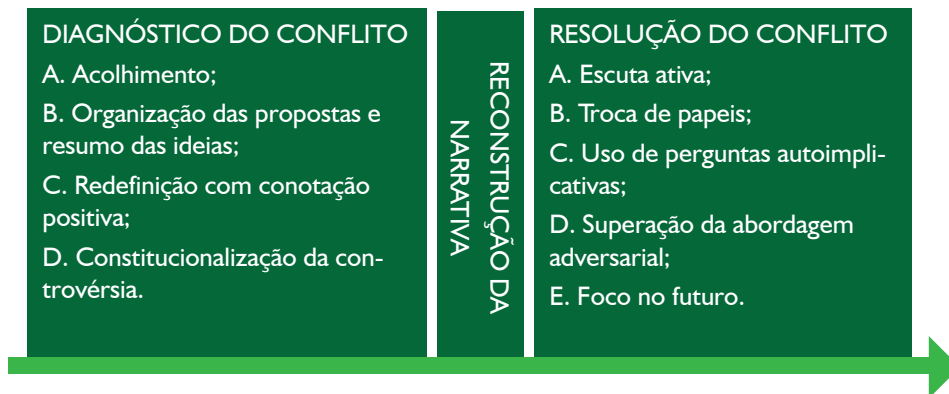 DIAGNÓSTICO DO CONFLITO
A. Acolhimento;
B. Organização das propostas e
resumo das ideias;
C. Redefinição com conotação
positiva;
D. Constitucionalização da con-
trovérsia.
RECONSTRUÇÃO DA
NARRATIVA
RESOLUÇÃO DO CONFLITO
A. Escuta ativa;
B. Troca de papeis;
C. Uso de perguntas autoimpli-
cativas;
D. Superação da abordagem
adversarial;
E. Foco no futuro.